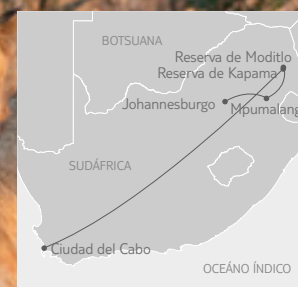 BOTSUANA
Reserva de Moditlo
Reserva de Kapama
Johannesburgo
Mpumalang
SUDÁFRICA
Ciudad del Cabo
OCEÁNO ÍNDICO